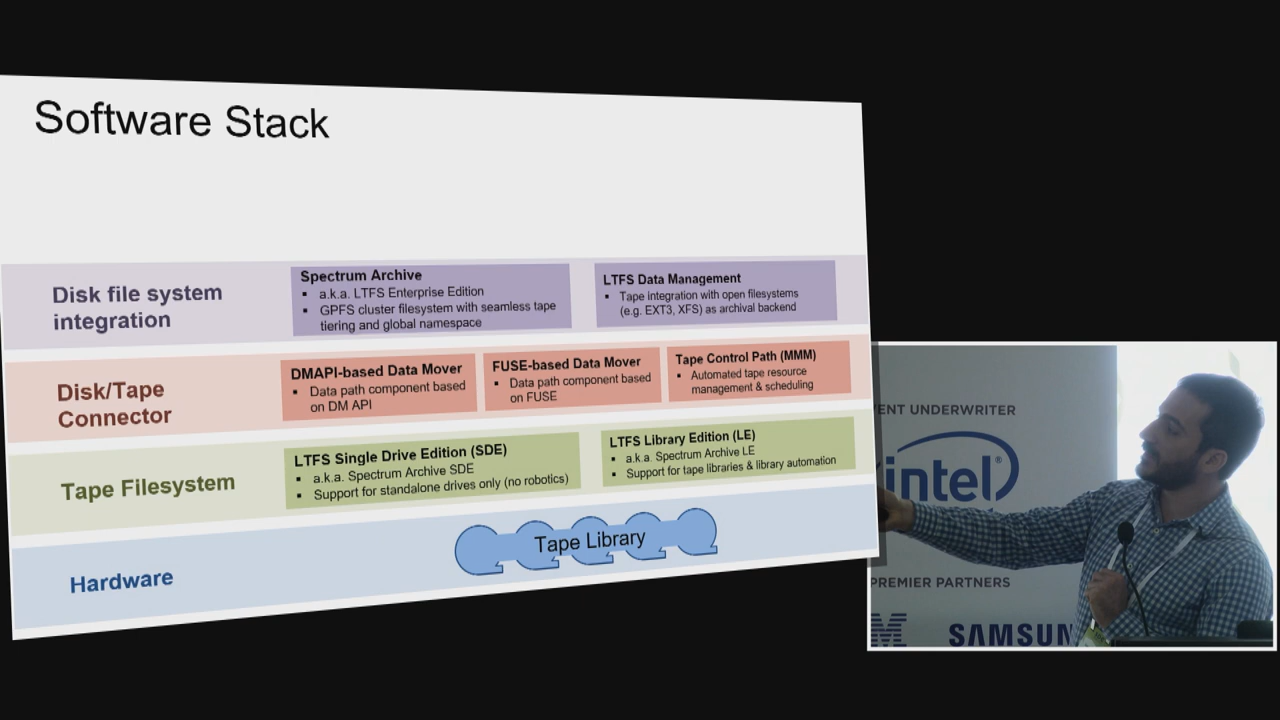 Software Stack
Disk file system
integration
Spectrum Archive
▪ a.k.a. LTFS Enterprise Edition
▪ GPFS cluster filesystem with seamless tape
tiering and global namespace
LTFS Data Management
▪ Tape integration with open filesystems
(e.g. EXT3, XFS) as archival backend
Disk/Tape
Connector
DMAPI-based Data Mover
▪ Data path component based
on DM API
FUSE-based Data Mover
▪ Data path component based
on FUSE
Tape Control Path (MMM)
▪ Automated tape resource
management & scheduling
Tape Filesystem
LTFS Single Drive Edition (SDE)
▪ a.k.a. Spectrum Archive SDE
▪ Support for standalone drives only (no robotics)
LTFS Library Edition (LE)
▪ a.k.a. Spectrum Archive LE
▪ Support for tape libraries & library automation
Hardware
Tape Library
VENT UNDERWRITER
intel®
PREMIER PARTNERS
M
SAMSUN